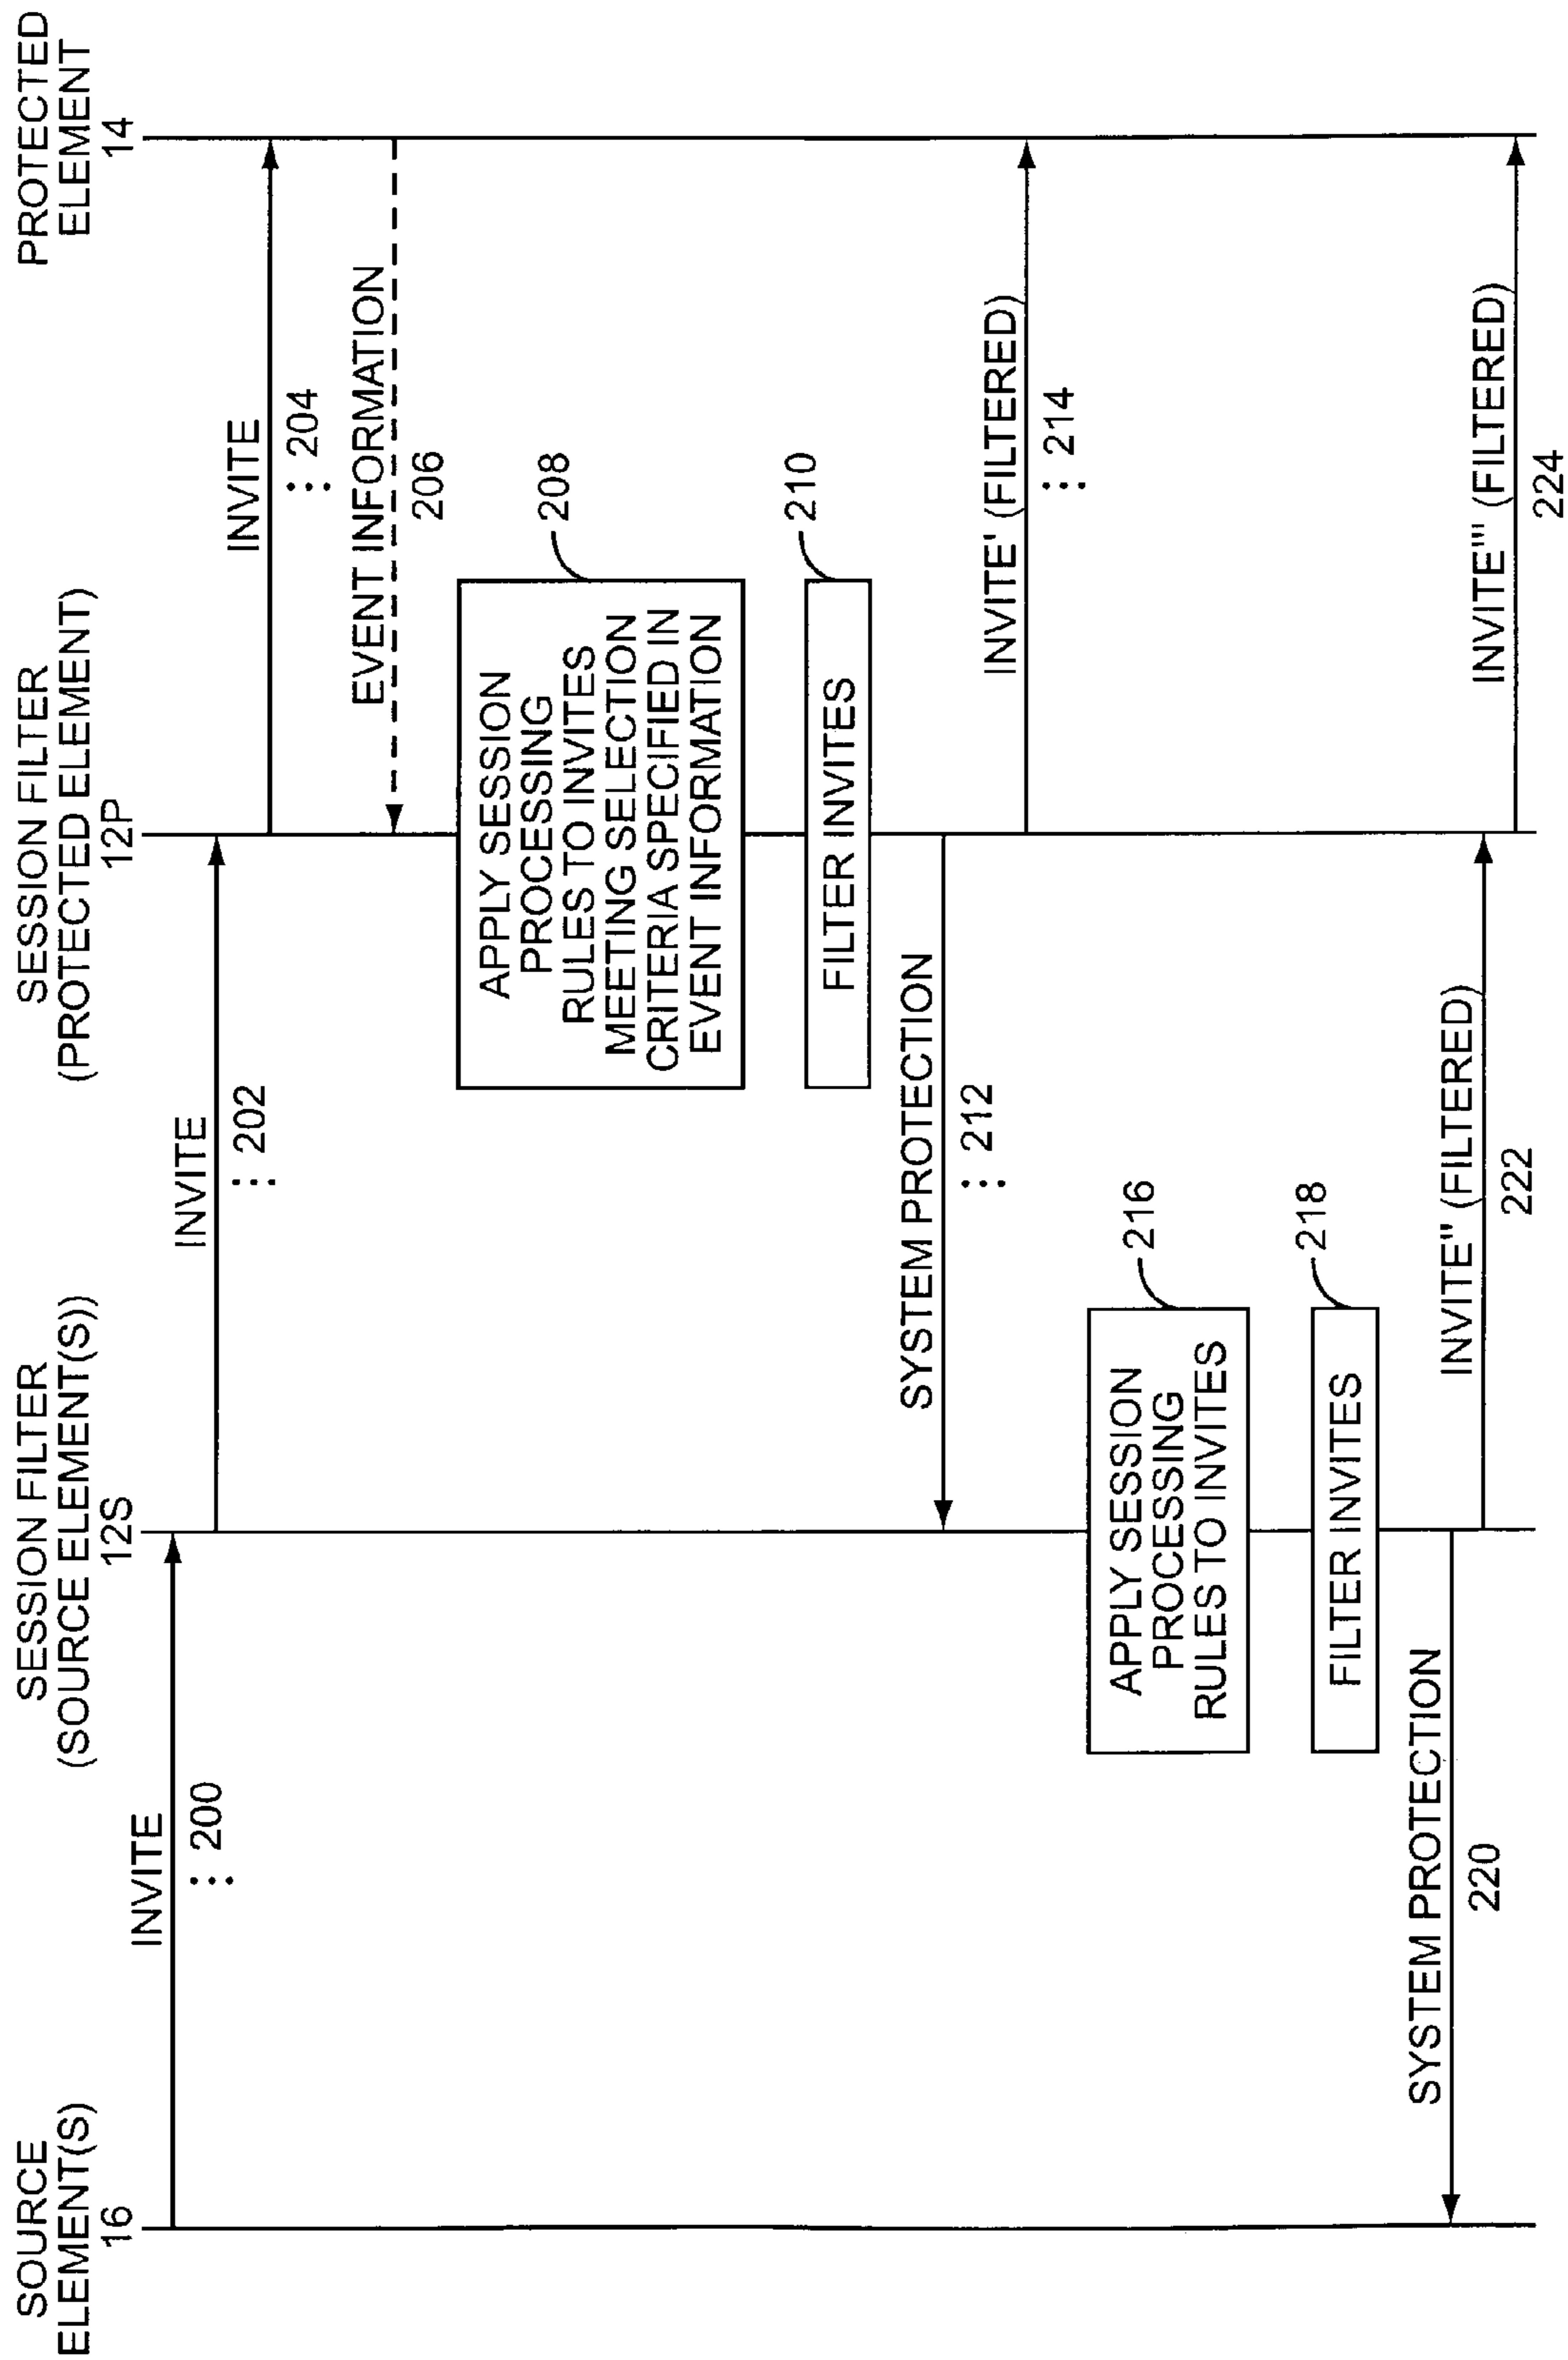 SOURCE
ELEMENT(S)
16
SESSION FILTER
(SOURCE ELEMENT(S))
12S
SESSION FILTER
(PROTECTED ELEMENT)
12P
PROTECTED
ELEMENT
14
INVITE
200
INVITE
202
INVITE
204
EVENT INFORMATION
206
APPLY SESSION
PROCESSING
RULES TO INVITES
MEETING SELECTION
CRITERIA SPECIFIED IN
EVENT INFORMATION
208
FILTER INVITES
210
SYSTEM PROTECTION
212
INVITE' (FILTERED)
214
APPLY SESSION
PROCESSING
RULES TO INVITES
216
FILTER INVITES
218
SYSTEM PROTECTION
220
INVITE" (FILTERED)
222
INVITE"' (FILTERED)
224